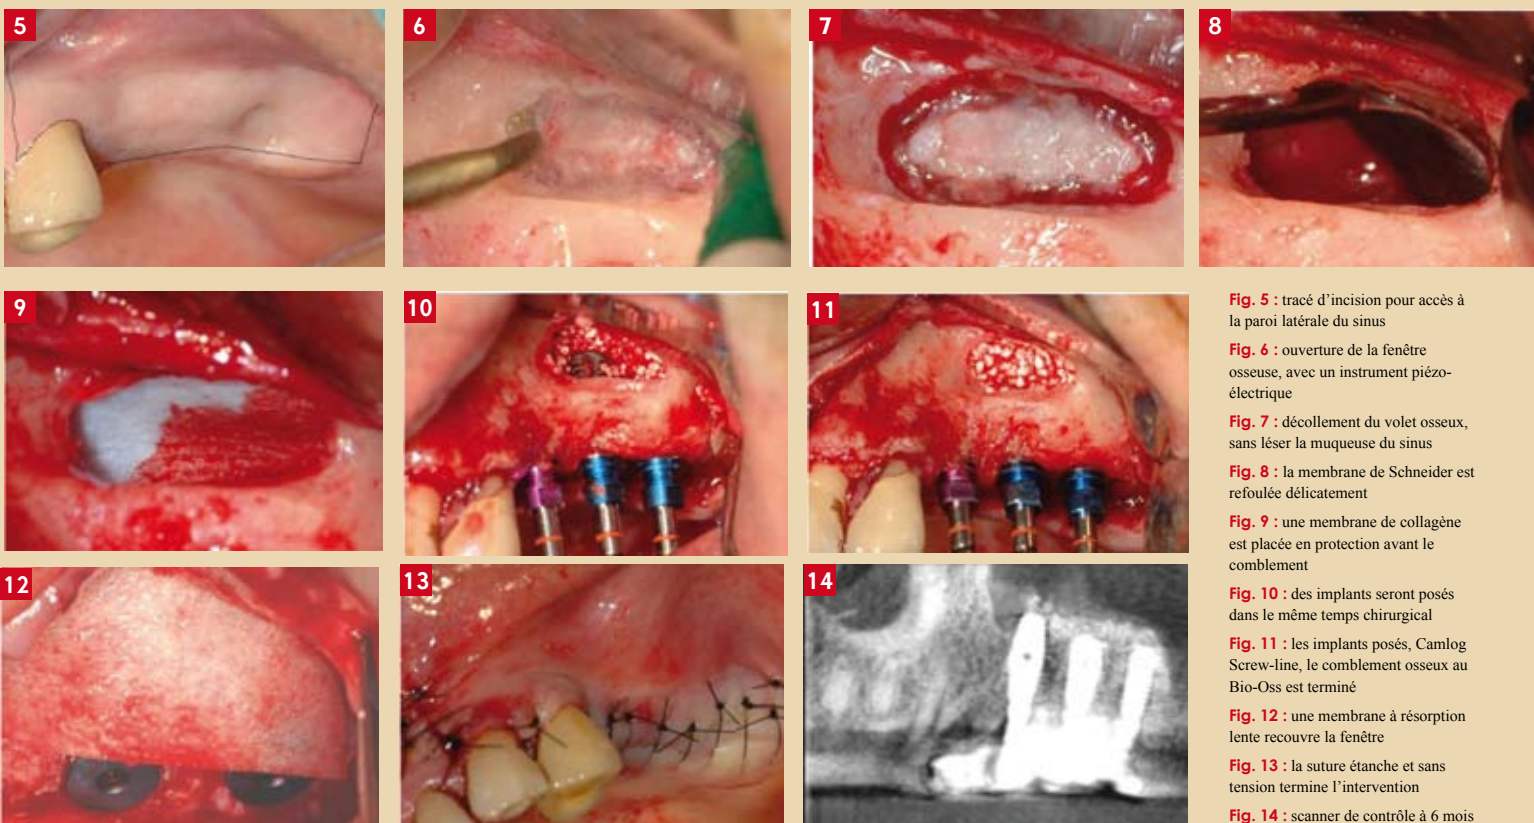 5
6
7
8
9
10
11
12
13
14
Fig. 5 : tracé d’incision pour accès à
la paroi latérale du sinus
Fig. 6 : ouverture de la fenêtre
osseuse, avec un instrument piézo-
électrique
Fig. 7 : décollement du volet osseux,
sans léser la muqueuse du sinus
Fig. 8 : la membrane de Schneider est
refoulée délicatement
Fig. 9 : une membrane de collagène
est placée en protection avant le
comblement
Fig. 10 : des implants seront posés
dans le même temps chirurgical
Fig. 11 : les implants posés, Camlog
Screw-line, le comblement osseux au
Bio-Oss est terminé
Fig. 12 : une membrane à résorption
lente recouvre la fenêtre
Fig. 13 : la suture étanche et sans
tension termine l’intervention
Fig. 14 : scanner de contrôle à 6 mois